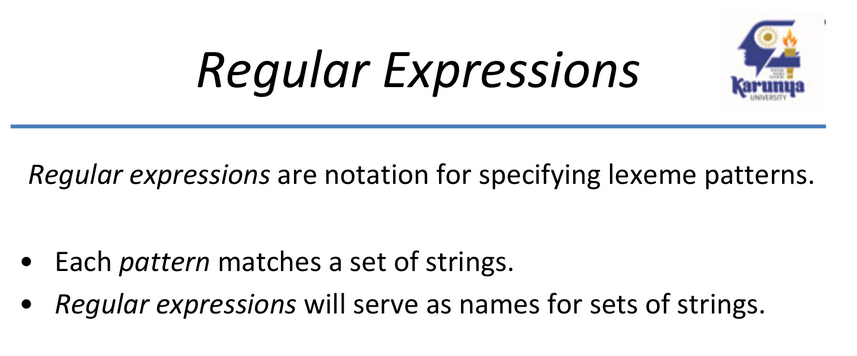 Regular Expressions
Karunya
UNIVERSITY
Regular expressions are notation for specifying lexeme patterns.
• Each pattern matches a set of strings.
• Regular expressions will serve as names for sets of strings.